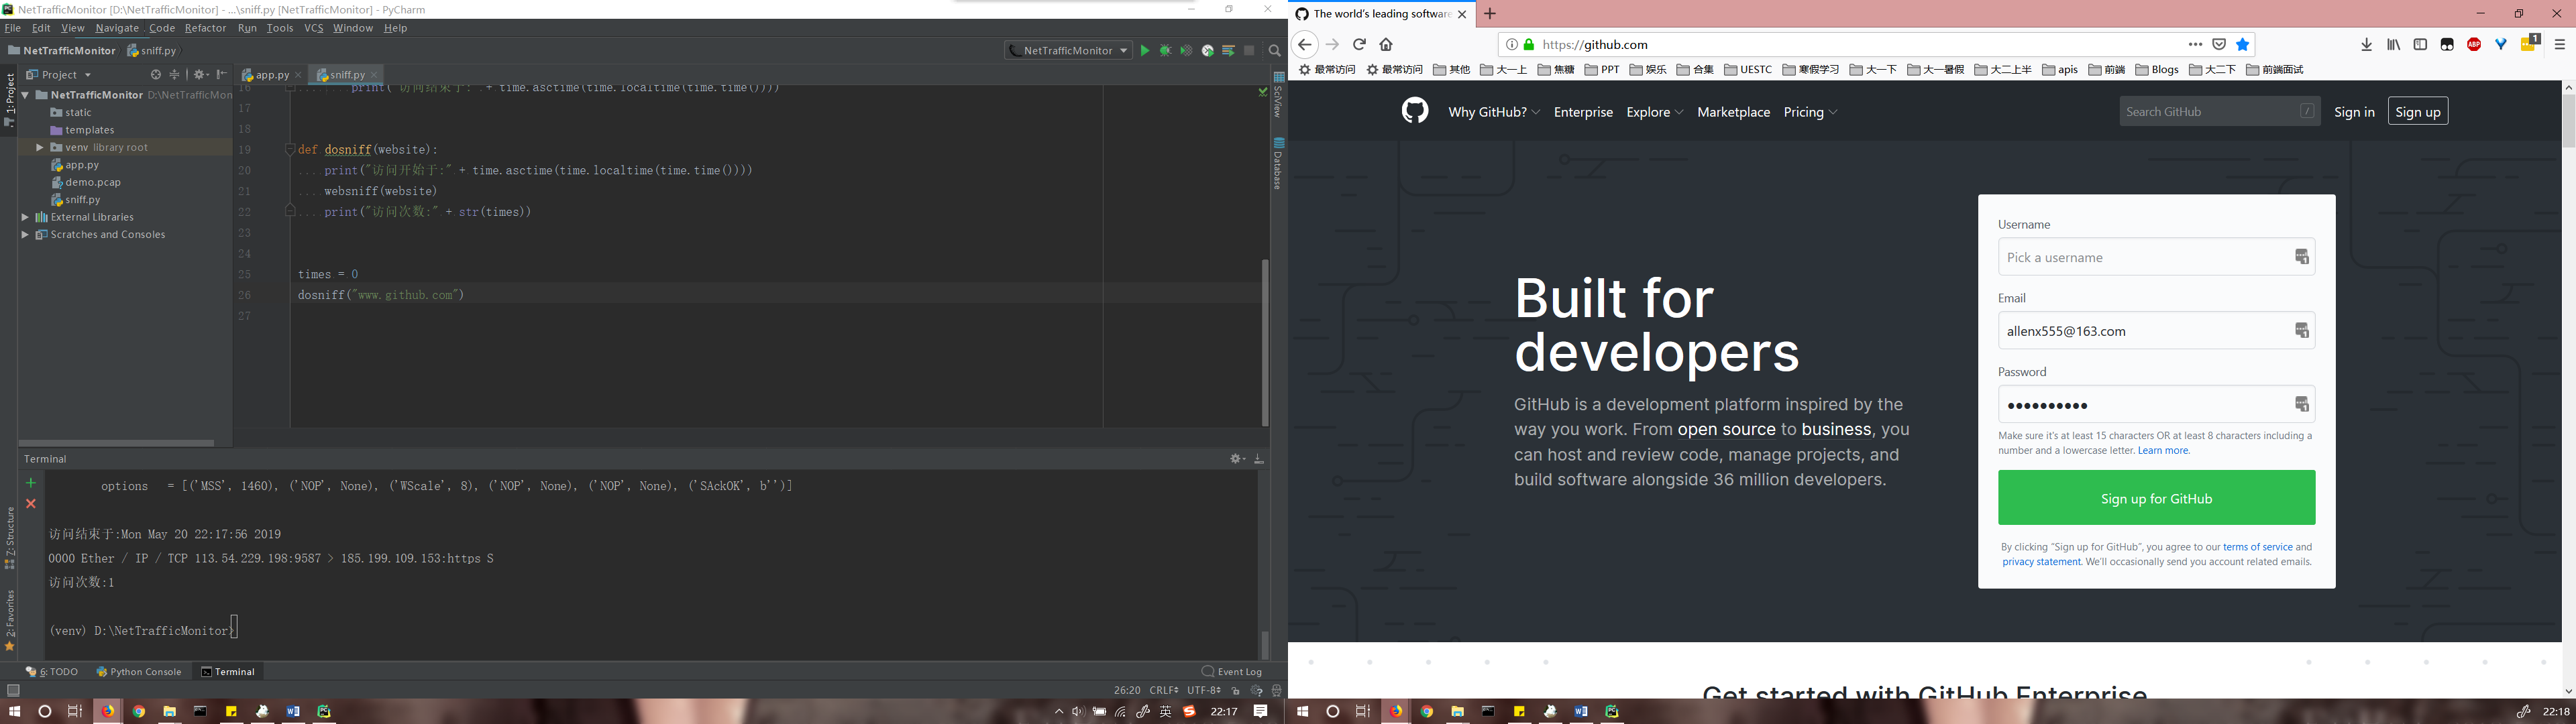 NetTrafficMonitor [D:\NetTrafficMonitor] - ...\sniff.py [NetTrafficMonitor] - PyCharm
File Edit View Navigate Code Refactor Run Tools VCS Window Help
NetTrafficMonitor sniff.py
NetTrafficMonitor
1: Project
Project
NetTrafficMonitor D:\NetTrafficMon
static
templates
venv library root
app.py
demo.pcap
sniff.py
External Libraries
Scratches and Consoles
app.py sniff.py
16 print("访问结束于:" + time.asctime(time.localtime(time.time())))
17
18
19 def dosniff(website):
20 print("访问开始于:" + time.asctime(time.localtime(time.time())))
21 websniff(website)
22 print("访问次数:" + str(times))
23
24
25 times = 0
26 dosniff("www.github.com")
27
SciView
Database
Terminal
options = [('MSS', 1460), ('NOP', None), ('WScale', 8), ('NOP', None), ('NOP', None), ('SAckOK', b'')]
访问结束于:Mon May 20 22:17:56 2019
0000 Ether / IP / TCP 113.54.229.198:9587 > 185.199.109.153:https S
访问次数:1
(venv) D:\NetTrafficMonitor>
Z: Structure
2: Favorites
6: TODO Python Console Terminal Event Log
26:20 CRLF UTF-8
英 22:17
The world's leading software
https://github.com
1
最常访问 最常访问 其他 大一上 焦糖 PPT 娱乐 合集 UESTC 寒假学习 大一下 大一暑假 大二上半 apis 前端 Blogs 大二下 前端面试
Why GitHub? Enterprise Explore Marketplace Pricing Search GitHub / Sign in Sign up
Built for
developers
GitHub is a development platform inspired by the
way you work. From open source to business, you
can host and review code, manage projects, and
build software alongside 36 million developers.
Username
Pick a username
Email
allenx555@163.com
Password
Make sure it's at least 15 characters OR at least 8 characters including a
number and a lowercase letter. Learn more.
Sign up for GitHub
By clicking "Sign up for GitHub", you agree to our terms of service and
privacy statement. We'll occasionally send you account related emails.
Get started with GitHub Enterprise
22:18